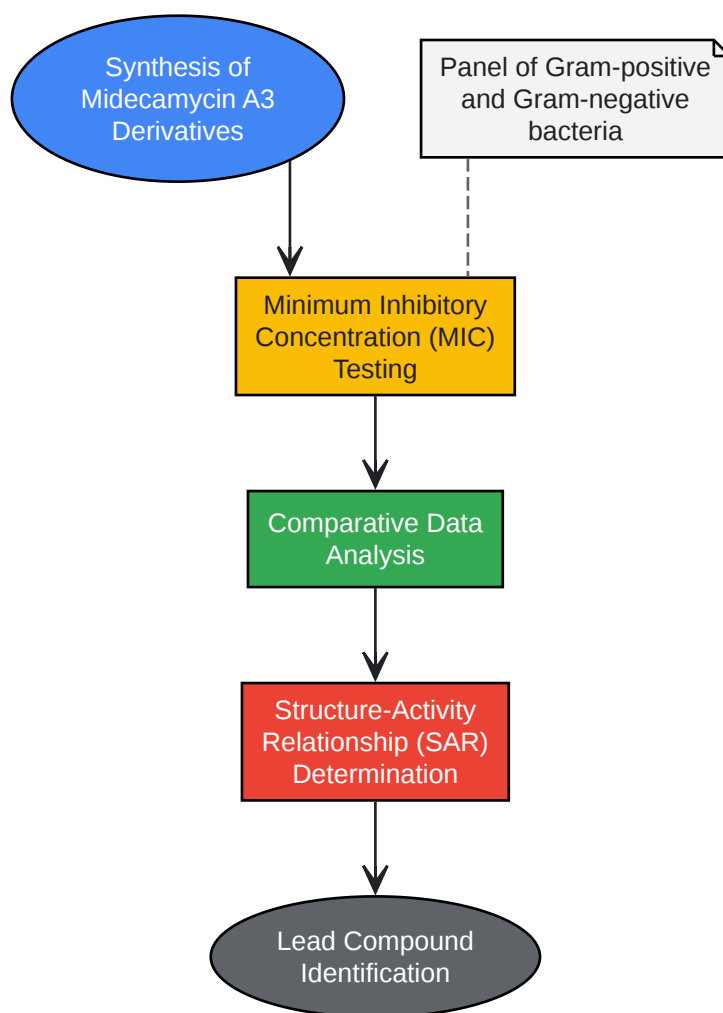 Synthesis of
Midecamycin A3
Derivatives
Panel of Gram-positive
and Gram-negative
bacteria
Minimum Inhibitory
Concentration (MIC)
Testing
Comparative Data
Analysis
Structure-Activity
Relationship (SAR)
Determination
Lead Compound
Identification